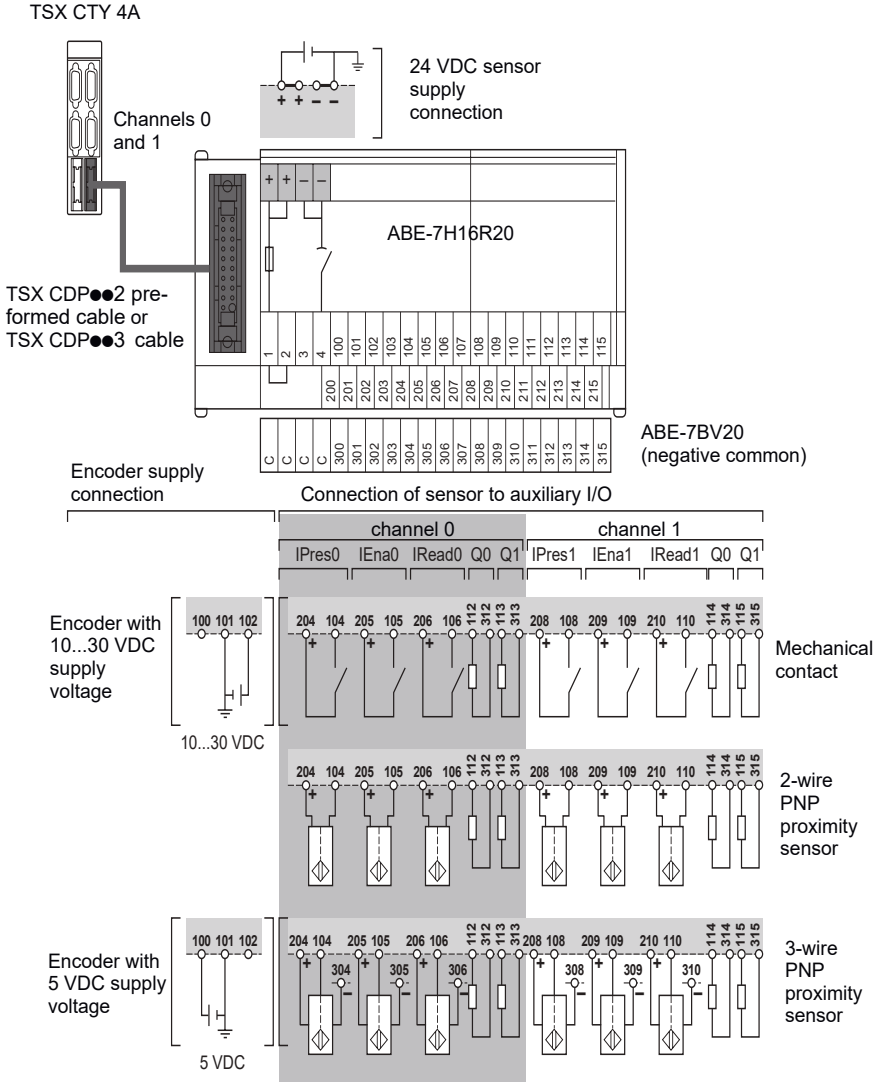 TSX CTY 4A
24 VDC sensor
supply
connection
+ + – –
Channels 0
and 1
+ + – –
ABE-7H16R20
TSX CDP●●2 pre-
formed cable or
TSX CDP●●3 cable
1 2 3 4 100 101 102 103 104 105 106 107 108 109 110 111 112 113 114 115
200 201 202 203 204 205 206 207 208 209 210 211 212 213 214 215
C C C C 300 301 302 303 304 305 306 307 308 309 310 311 312 313 314 315
ABE-7BV20
(negative common)
Encoder supply
connection
Connection of sensor to auxiliary I/O
channel 0 channel 1
IPres0 IEna0 IRead0 Q0 Q1 IPres1 IEna1 IRead1 Q0 Q1
Encoder with
10...30 VDC
supply
voltage
100 101 102
10...30 VDC
204 104 205 105 206 106 112 312 113 313 208 108 209 109 210 110 114 314 115 315
+ + + + + +
Mechanical
contact
204 104 205 105 206 106 112 312 113 313 208 108 209 109 210 110 114 314 115 315
+ + + + + +
2-wire
PNP
proximity
sensor
Encoder with
5 VDC supply
voltage
100 101 102
5 VDC
204 104 205 105 206 106 112 312 113 313 208 108 209 109 210 110 114 314 115 315
+ 304 + 305 + 306 + 308 + 309 + 310
– – – – – –
3-wire
PNP
proximity
sensor